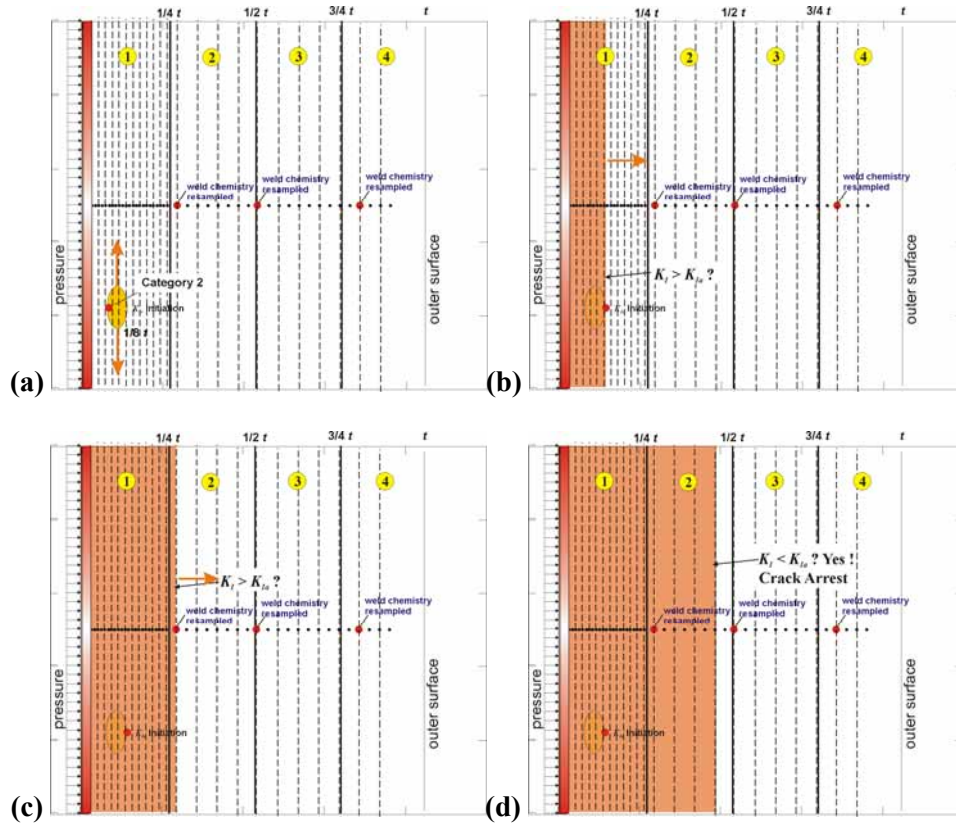 1/4 t 1/2 t 3/4 t t
1 2 3 4
weld chemistry
resampled
weld chemistry
resampled
weld chemistry
resampled
pressure
outer surface
Category 2
Initiation
1/8 t
(a)
1/4 t 1/2 t 3/4 t t
1 2 3 4
weld chemistry
resampled
weld chemistry
resampled
weld chemistry
resampled
K_I > K_Ia ?
pressure
outer surface
Initiation
(b)
1/4 t 1/2 t 3/4 t t
1 2 3 4
K_I > K_Ia ?
weld chemistry
resampled
weld chemistry
resampled
weld chemistry
resampled
pressure
outer surface
Initiation
(c)
1/4 t 1/2 t 3/4 t t
1 2 3 4
K_I < K_Ia ? Yes !
Crack Arrest
weld chemistry
resampled
weld chemistry
resampled
weld chemistry
resampled
pressure
outer surface
Initiation
(d)